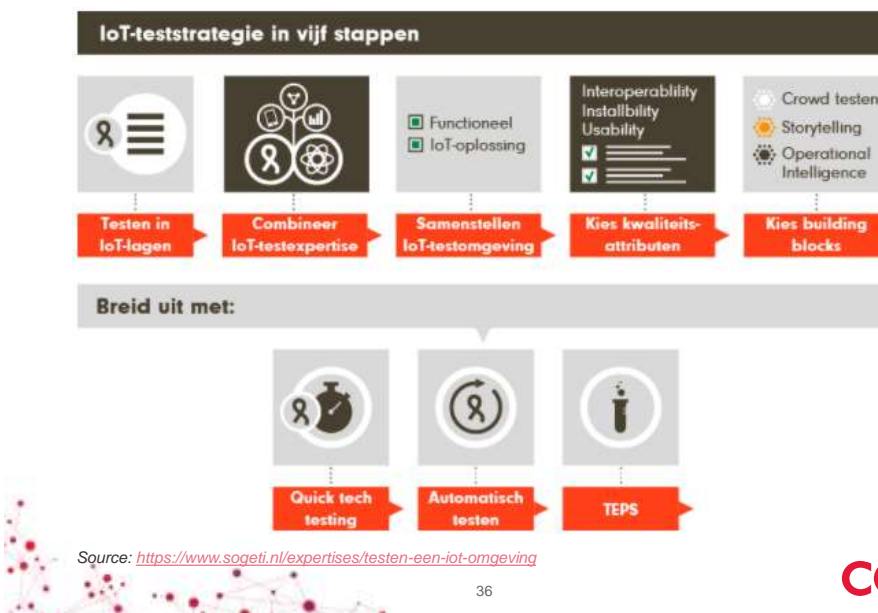 IoT-teststrategie in vijf stappen
Functioneel
IoT-oplossing
Interoperablility
Installbility
Usability
Crowd testen
Storytelling
Operational
Intelligence
Testen in
IoT-lagen
Combineer
IoT-testexpertise
Samenstellen
IoT-testomgeving
Kies kwaliteits-
attributen
Kies building
blocks
Breid uit met:
Quick tech
testing
Automatisch
testen
TEPS
Source: https://www.sogeti.nl/expertises/testen-een-iot-omgeving
36